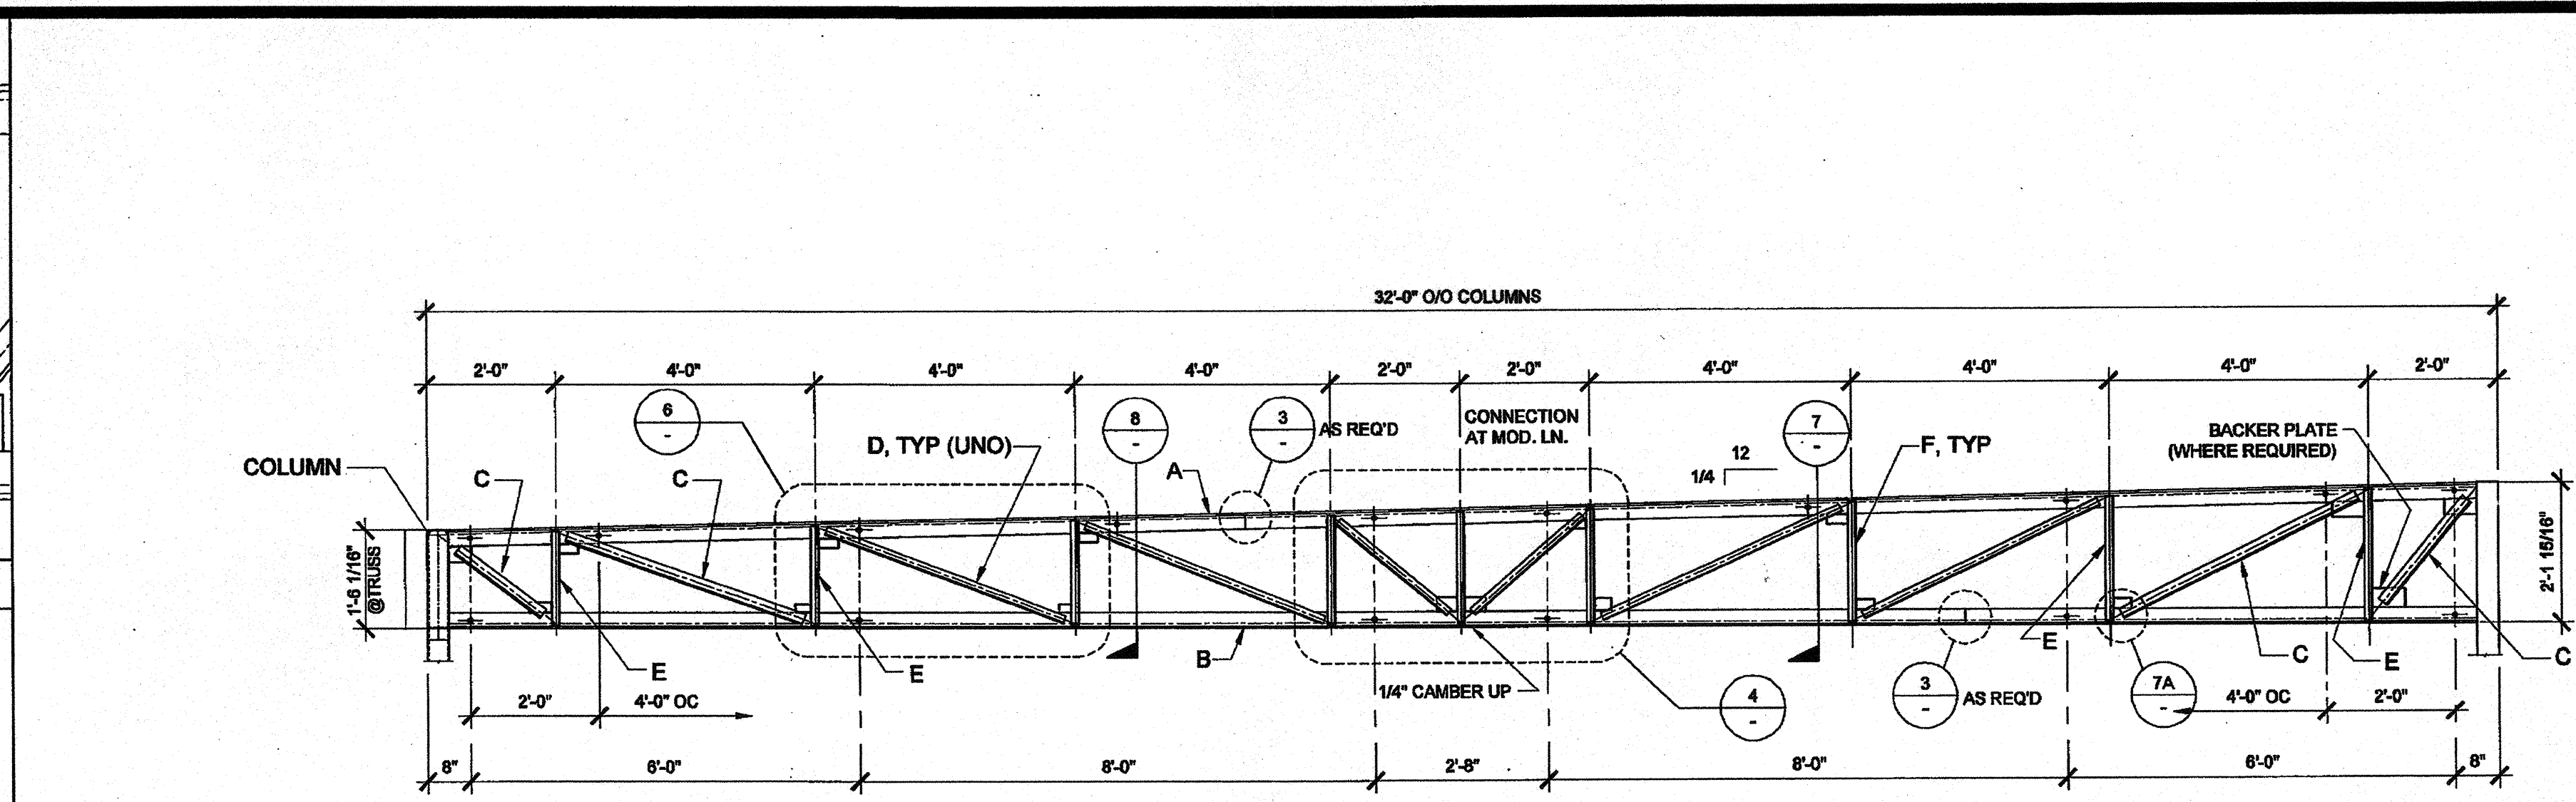 32'-0" O/O COLUMNS
2'-0"
4'-0"
4'-0"
4'-0"
2'-0"
2'-0"
4'-0"
4'-0"
4'-0"
2'-0"
6
-
8
-
3
-
AS REQ'D
CONNECTION
AT MOD. LN.
7
-
D, TYP (UNO)
F, TYP
BACKER PLATE
(WHERE REQUIRED)
COLUMN
C
C
A
12
1/4
1'-6 1/16"
@TRUSS
2'-1 15/16"
E
E
B
1/4" CAMBER UP
4
-
3
-
AS REQ'D
E
7A
-
C
E
C
2'-0"
4'-0" OC
4'-0" OC
2'-0"
8"
6'-0"
8'-0"
2'-8"
8'-0"
6'-0"
8"